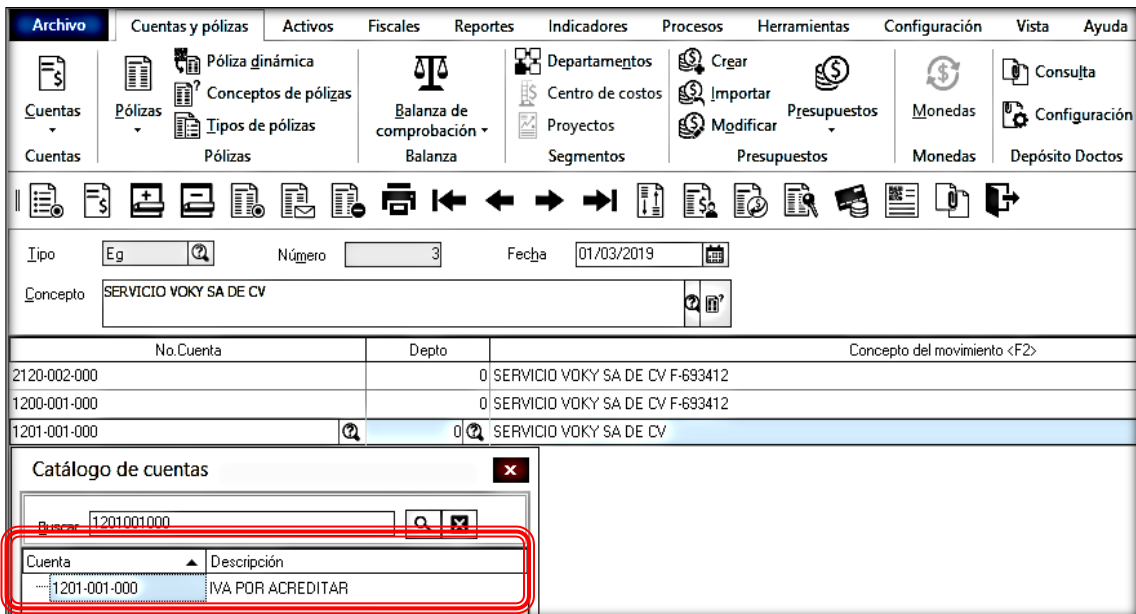 Archivo Cuentas y pólizas Activos Fiscales Reportes Indicadores Procesos Herramientas Configuración Vista Ayuda
Cuentas
Cuentas
Pólizas
Póliza dinámica
Conceptos de pólizas
Tipos de pólizas
Pólizas
Balanza de
comprobación
Balanza
Departamentos
Centro de costos
Proyectos
Segmentos
Crear
Importar
Modificar
Presupuestos
Presupuestos
Monedas
Monedas
Consulta
Configuración
Depósito Doctos
Tipo Eg Número 3 Fecha 01/03/2019
Concepto SERVICIO VOKY SA DE CV
No.Cuenta Depto Concepto del movimiento <F2>
2120-002-000 0 SERVICIO VOKY SA DE CV F-693412
1200-001-000 0 SERVICIO VOKY SA DE CV F-693412
1201-001-000 0 SERVICIO VOKY SA DE CV
Catálogo de cuentas
Buscar 1201001000
Cuenta Descripción
1201-001-000 IVA POR ACREDITAR